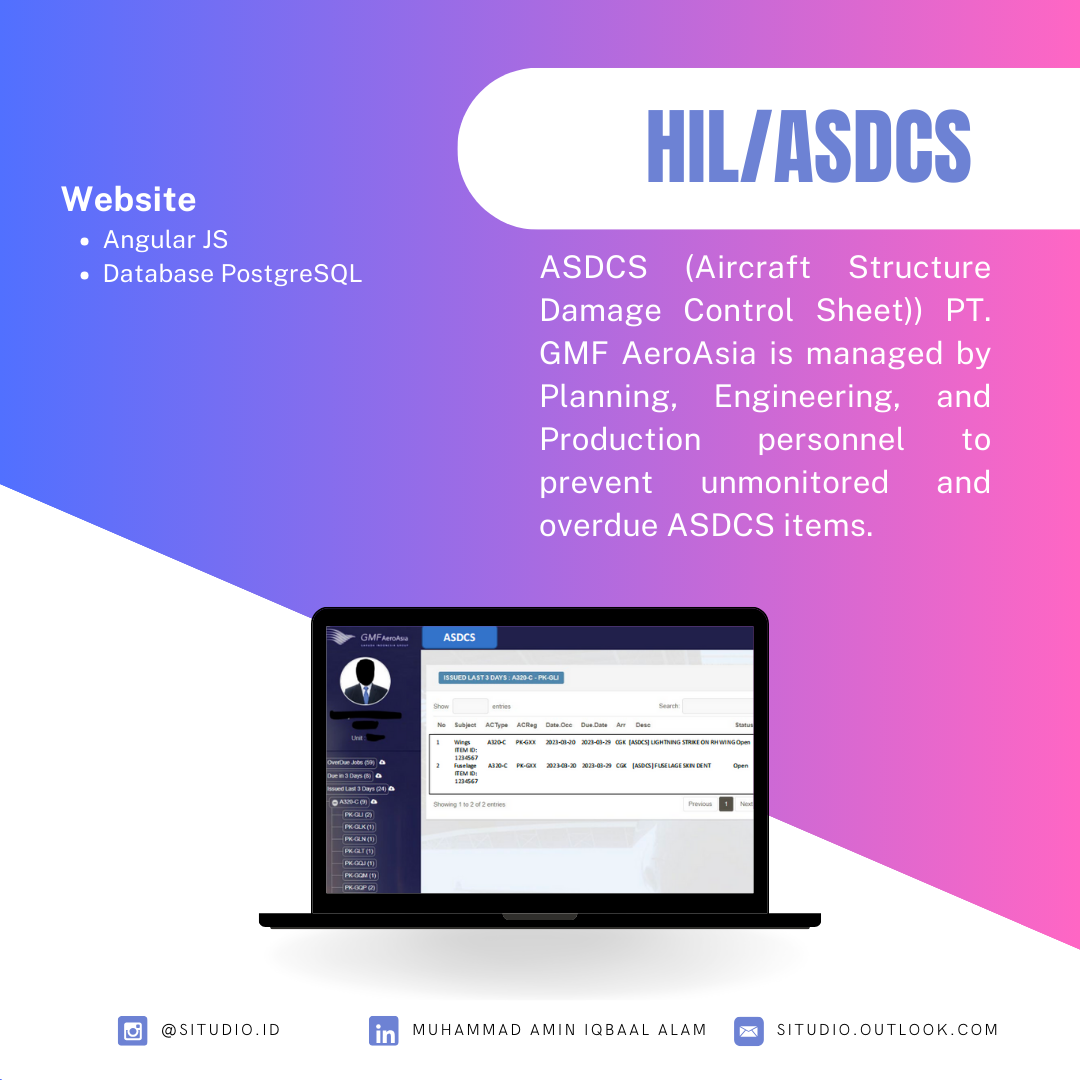 HIL/ASDCS
Website
Angular JS
Database PostgreSQL
ASDCS (Aircraft Structure
Damage Control Sheet)) PT.
GMF AeroAsia is managed by
Planning, Engineering, and
Production personnel to
prevent unmonitored and
overdue ASDCS items.
GMF AeroAsia
ASDCS
Unit :
OverDue Jobs (59)
Due in 3 Days (8)
Issued Last 3 Days (24)
A320-C (9)
PK-GLI (2)
PK-GLK (1)
PK-GLN (1)
PK-GLT (1)
PK-GQJ (1)
PK-GQM (1)
PK-GQP (2)
ISSUED LAST 3 DAYS : A320-C - PK-GLI
Show entries Search:
No Subject ACType ACReg Date.Occ Due.Date Arr Desc Status
1 Wings A320-C PK-GXX 2023-03-20 2023-03-29 CGK [ASDCS] LIGHTNING STRIKE ON RH WING Open
ITEM ID:
1234567
2 Fuselage A320-C PK-GXX 2023-03-20 2023-03-29 CGK [ASDCS] FUSELAGE SKIN DENT Open
ITEM ID:
1234567
Showing 1 to 2 of 2 entries Previous 1 Next
@SITUDIO.ID
MUHAMMAD AMIN IQBAAL ALAM
SITUDIO.OUTLOOK.COM